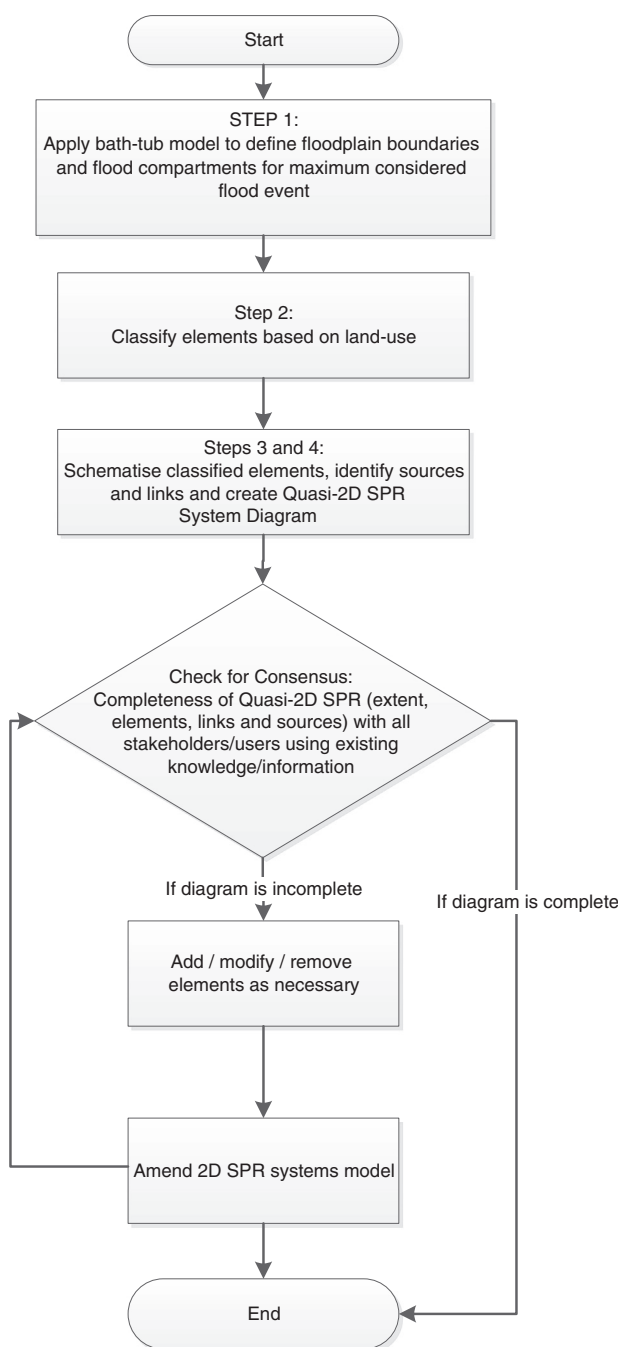 Start
STEP 1:
Apply bath-tub model to define floodplain boundaries
and flood compartments for maximum considered
flood event
Step 2:
Classify elements based on land-use
Steps 3 and 4:
Schematise classified elements, identify sources
and links and create Quasi-2D SPR
System Diagram
Check for Consensus:
Completeness of Quasi-2D SPR (extent,
elements, links and sources) with all
stakeholders/users using existing
knowledge/information
If diagram is incomplete
If diagram is complete
Add / modify / remove
elements as necessary
Amend 2D SPR systems model
End